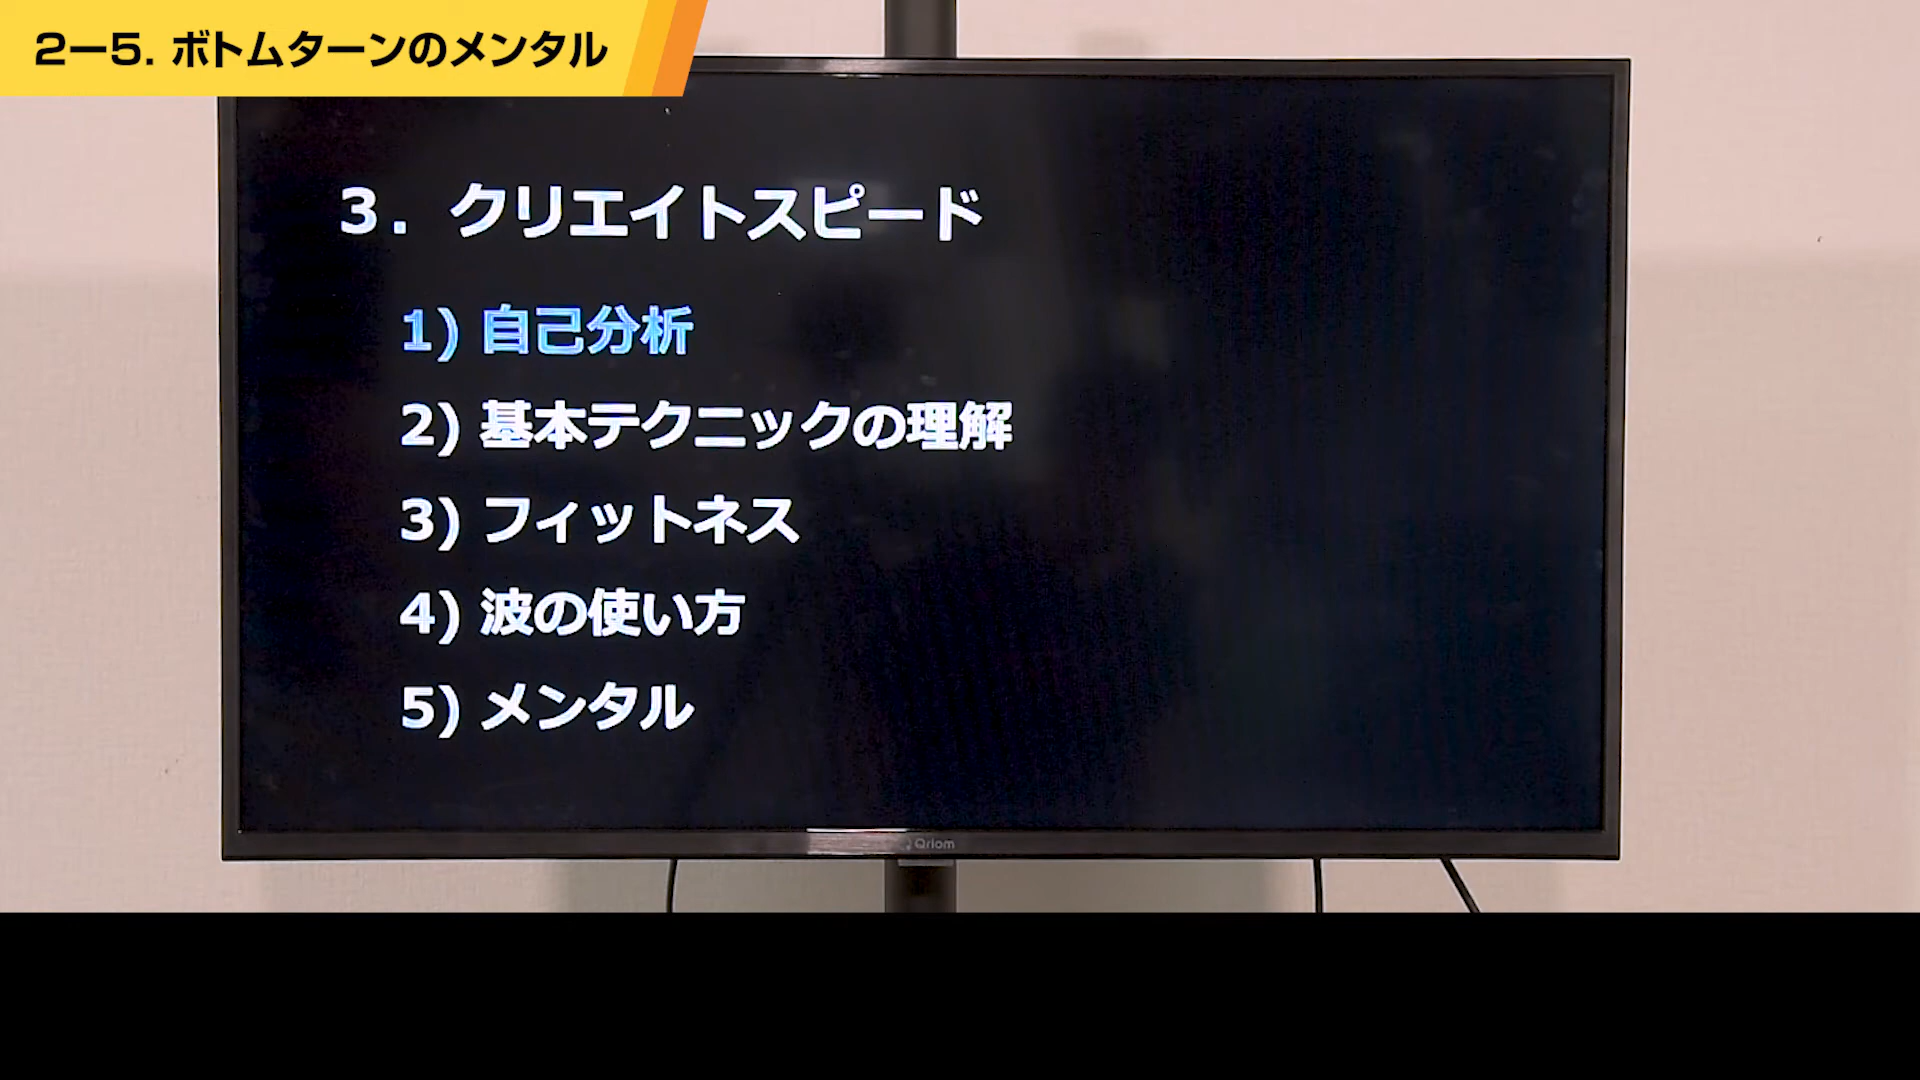 2ー5. ボトムターンのメンタル
3．クリエイトスピード
1) 自己分析
2) 基本テクニックの理解
3) フィットネス
4) 波の使い方
5) メンタル
Qriom